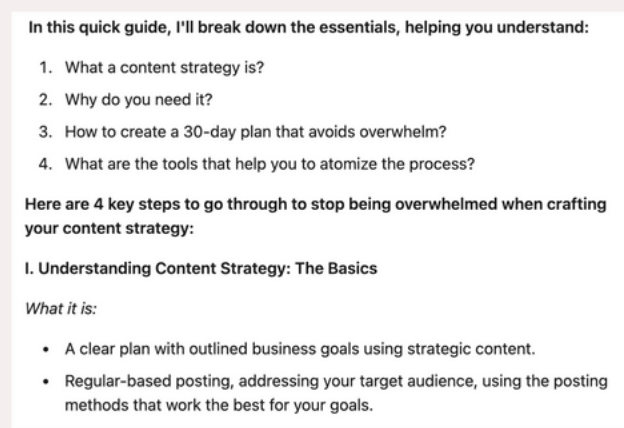 In this quick guide, I'll break down the essentials, helping you understand:
1. What a content strategy is?
2. Why do you need it?
3. How to create a 30-day plan that avoids overwhelm?
4. What are the tools that help you to atomize the process?
Here are 4 key steps to go through to stop being overwhelmed when crafting
your content strategy:
I. Understanding Content Strategy: The Basics
What it is:
• A clear plan with outlined business goals using strategic content.
• Regular-based posting, addressing your target audience, using the posting
methods that work the best for your goals.